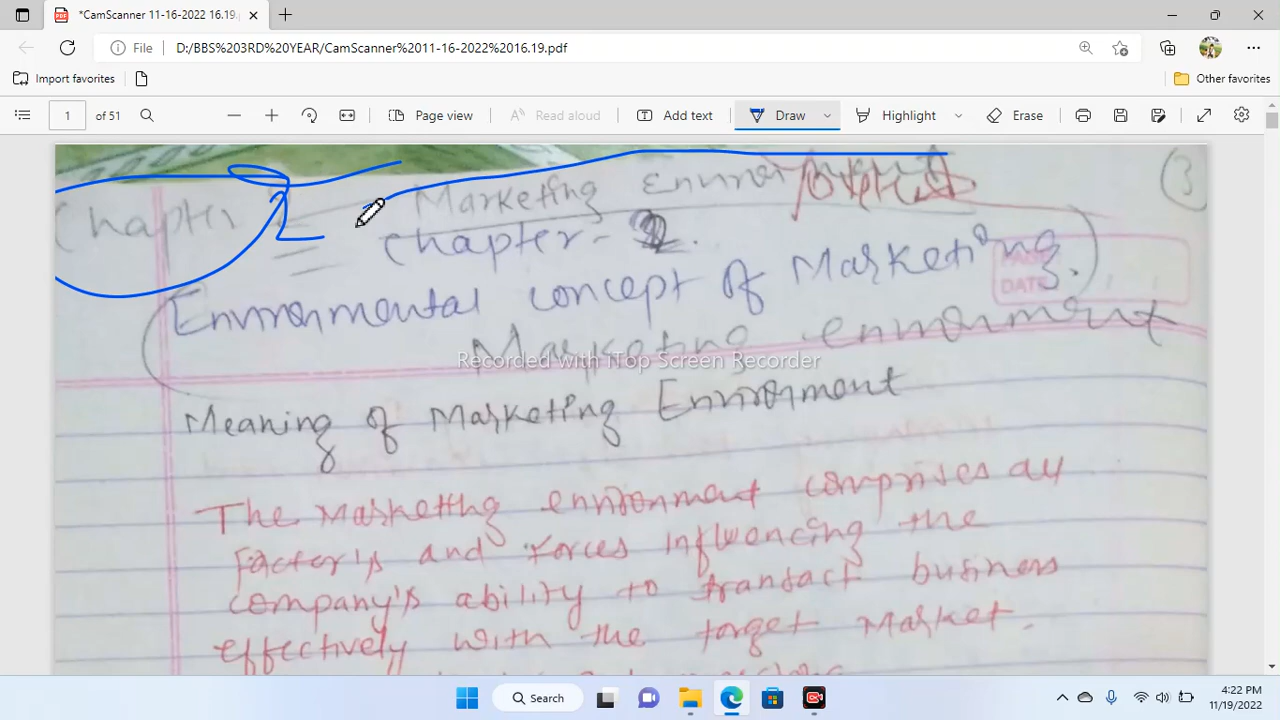 *CamScanner 11-16-2022 16.19.
File D:/BBS%203RD%20YEAR/CamScanner%2011-16-2022%2016.19.pdf
Import favorites
Other favorites
1 of 51
Page view
Read aloud
Add text
Draw
Highlight
Erase
Chapter
Marketing
(3
chapter - 2.
Environmental concept of Marketing.
DATE
Marketing environment
Recorded with iTop Screen Recorder
Meaning of Marketing Environment
The Marketing environment comprises all
factor's and forces influencing the
company's ability to transact business
effectively with the target Market.
Search
4:22 PM
11/19/2022